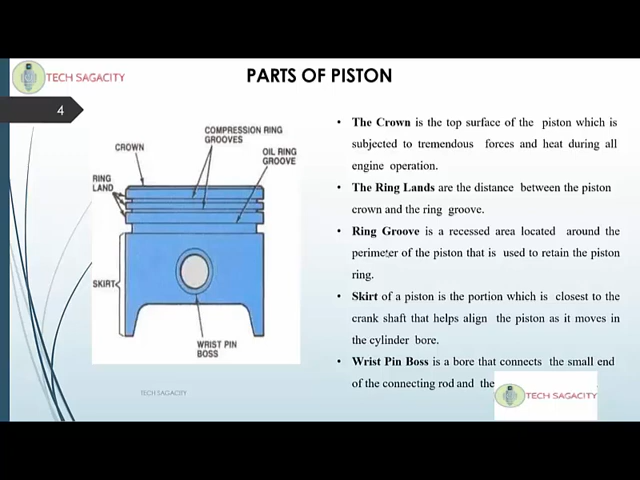 TECH SAGACITY
PARTS OF PISTON
4
COMPRESSION RING
GROOVES
CROWN
OIL RING
GROOVE
RING
LAND
SKIRT
WRIST PIN
BOSS
• The Crown is the top surface of the piston which is
subjected to tremendous forces and heat during all
engine operation.
• The Ring Lands are the distance between the piston
crown and the ring groove.
• Ring Groove is a recessed area located around the
perimeter of the piston that is used to retain the piston
ring.
• Skirt of a piston is the portion which is closest to the
crank shaft that helps align the piston as it moves in
the cylinder bore.
• Wrist Pin Boss is a bore that connects the small end
of the connecting rod and the
TECH SAGACITY
TECH SAGACITY